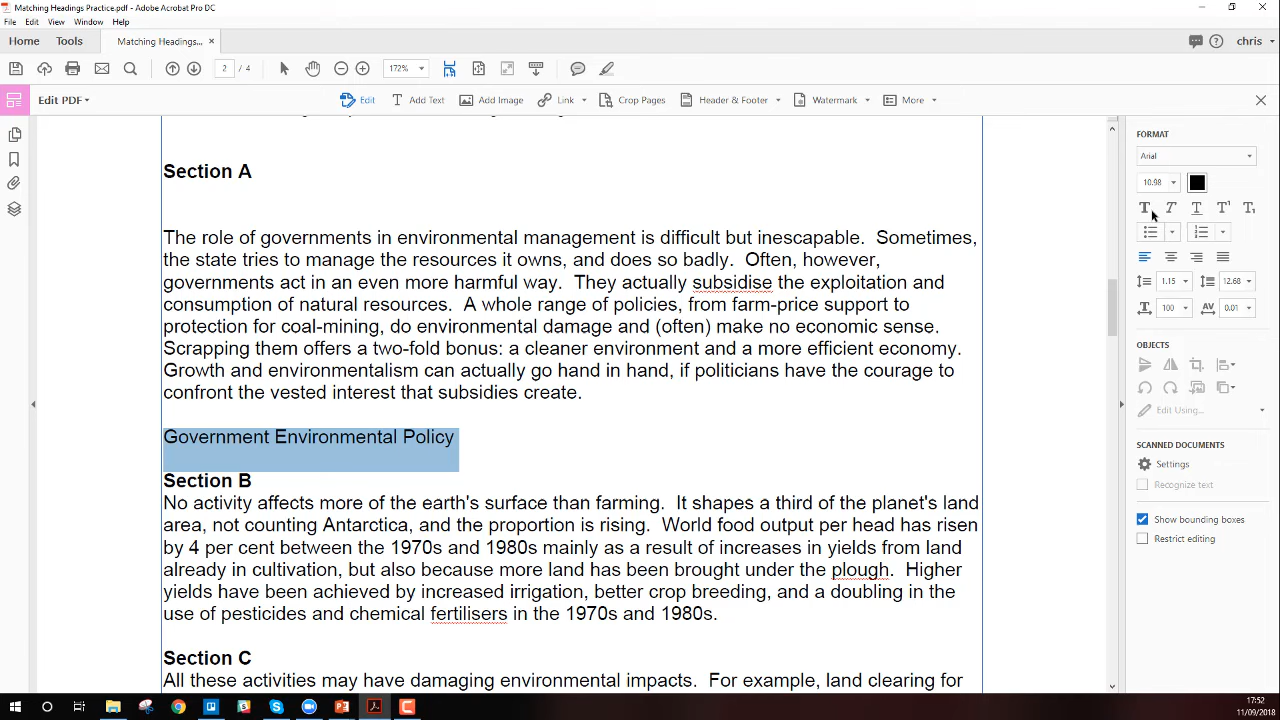 Matching Headings Practice.pdf - Adobe Acrobat Pro DC
File Edit View Window Help
Home Tools Matching Headings... × chris
2 / 4 172%
Edit PDF Edit Add Text Add Image Link Crop Pages Header & Footer Watermark More
Section A
The role of governments in environmental management is difficult but inescapable. Sometimes,
the state tries to manage the resources it owns, and does so badly. Often, however,
governments act in an even more harmful way. They actually subsidise the exploitation and
consumption of natural resources. A whole range of policies, from farm-price support to
protection for coal-mining, do environmental damage and (often) make no economic sense.
Scrapping them offers a two-fold bonus: a cleaner environment and a more efficient economy.
Growth and environmentalism can actually go hand in hand, if politicians have the courage to
confront the vested interest that subsidies create.
Government Environmental Policy
Section B
No activity affects more of the earth's surface than farming. It shapes a third of the planet's land
area, not counting Antarctica, and the proportion is rising. World food output per head has risen
by 4 per cent between the 1970s and 1980s mainly as a result of increases in yields from land
already in cultivation, but also because more land has been brought under the plough. Higher
yields have been achieved by increased irrigation, better crop breeding, and a doubling in the
use of pesticides and chemical fertilisers in the 1970s and 1980s.
Section C
All these activities may have damaging environmental impacts. For example, land clearing for
FORMAT
Arial
10.98
T T T T¹ T₁
1.15 12.68
100 AV 0.01
OBJECTS
Edit Using...
SCANNED DOCUMENTS
Settings
Recognize text
Show bounding boxes
Restrict editing
17:52
11/09/2018